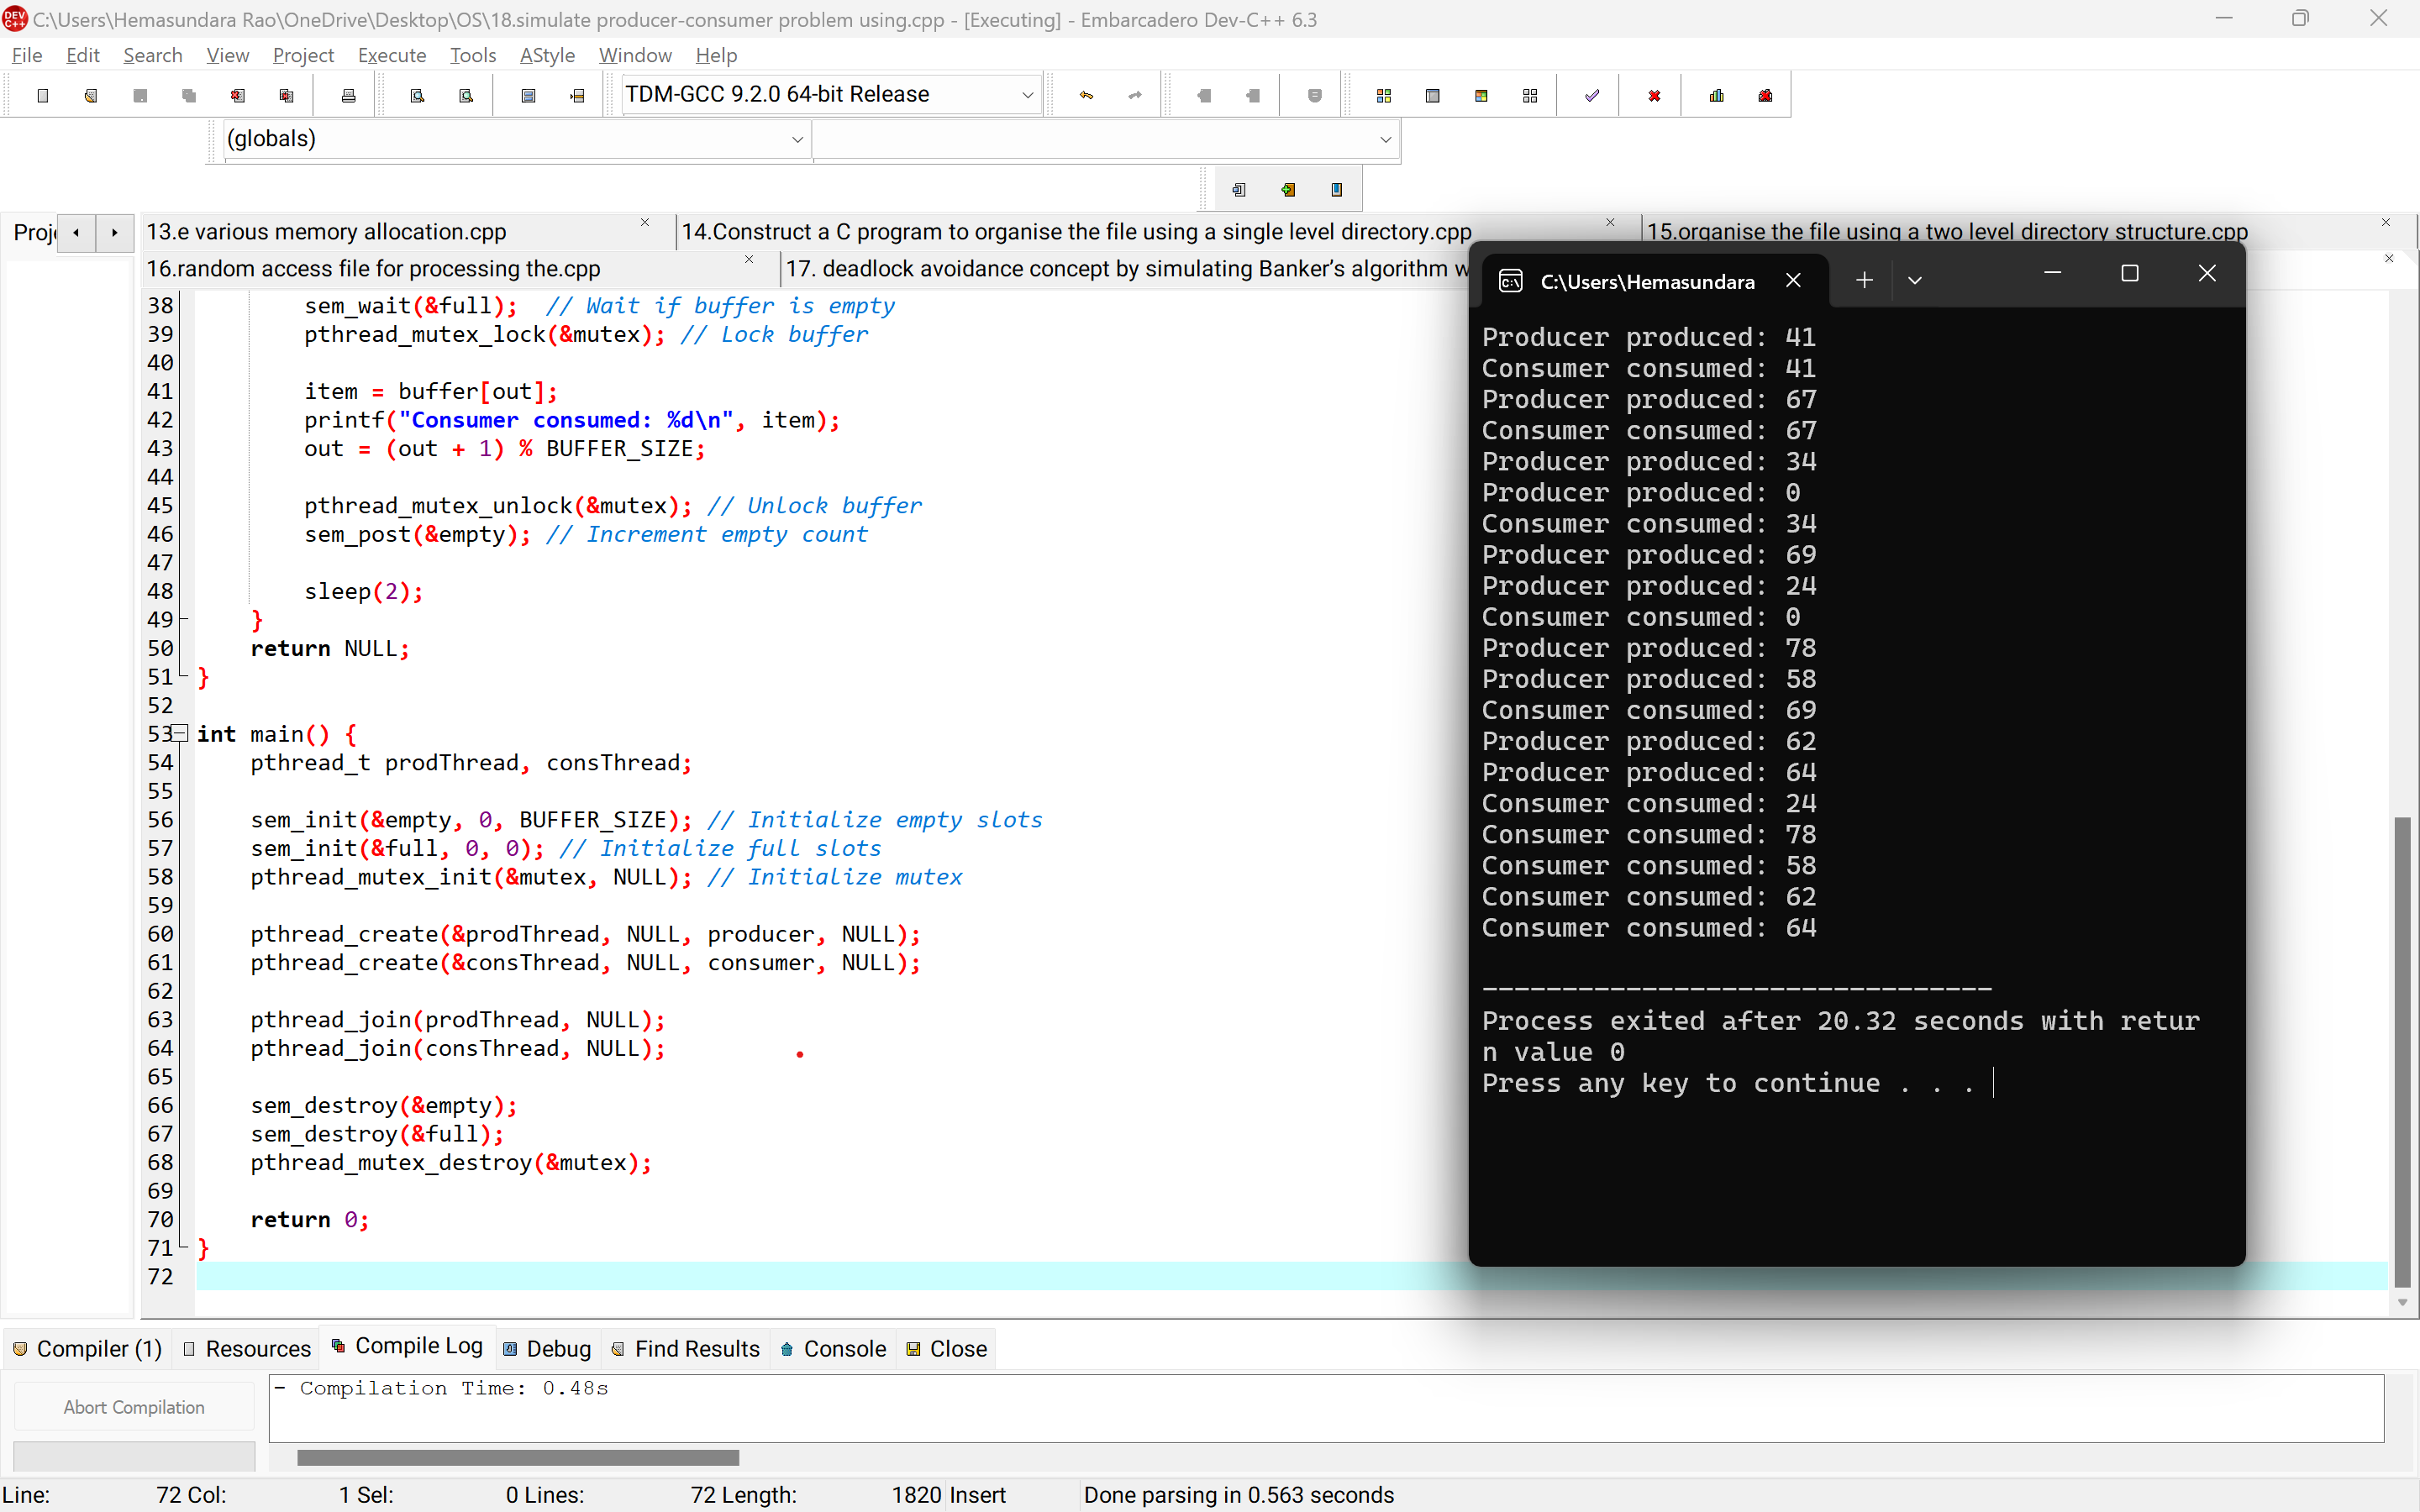 C:\Users\Hemasundara Rao\OneDrive\Desktop\OS\18.simulate producer-consumer problem using.cpp - [Executing] - Embarcadero Dev-C++ 6.3
File Edit Search View Project Execute Tools AStyle Window Help
TDM-GCC 9.2.0 64-bit Release
(globals)
13.e various memory allocation.cpp
14.Construct a C program to organise the file using a single level directory.cpp
15.organise the file using a two level directory structure.cpp
16.random access file for processing the.cpp
17. deadlock avoidance concept by simulating Banker's algorithm
38 sem_wait(&full); // Wait if buffer is empty
39 pthread_mutex_lock(&mutex); // Lock buffer
40
41 item = buffer[out];
42 printf("Consumer consumed: %d\n", item);
43 out = (out + 1) % BUFFER_SIZE;
44
45 pthread_mutex_unlock(&mutex); // Unlock buffer
46 sem_post(&empty); // Increment empty count
47
48 sleep(2);
49 }
50 return NULL;
51 }
52
53 int main() {
54 pthread_t prodThread, consThread;
55
56 sem_init(&empty, 0, BUFFER_SIZE); // Initialize empty slots
57 sem_init(&full, 0, 0); // Initialize full slots
58 pthread_mutex_init(&mutex, NULL); // Initialize mutex
59
60 pthread_create(&prodThread, NULL, producer, NULL);
61 pthread_create(&consThread, NULL, consumer, NULL);
62
63 pthread_join(prodThread, NULL);
64 pthread_join(consThread, NULL);
65
66 sem_destroy(&empty);
67 sem_destroy(&full);
68 pthread_mutex_destroy(&mutex);
69
70 return 0;
71 }
72
C:\Users\Hemasundara
Producer produced: 41
Consumer consumed: 41
Producer produced: 67
Consumer consumed: 67
Producer produced: 34
Producer produced: 0
Consumer consumed: 34
Producer produced: 69
Producer produced: 24
Consumer consumed: 0
Producer produced: 78
Producer produced: 58
Consumer consumed: 69
Producer produced: 62
Producer produced: 64
Consumer consumed: 24
Consumer consumed: 78
Consumer consumed: 58
Consumer consumed: 62
Consumer consumed: 64
--------------------------------
Process exited after 20.32 seconds with retur
n value 0
Press any key to continue . . .
Compiler (1) Resources Compile Log Debug Find Results Console Close
Abort Compilation
- Compilation Time: 0.48s
Line: 72 Col: 1 Sel: 0 Lines: 72 Length: 1820 Insert Done parsing in 0.563 seconds